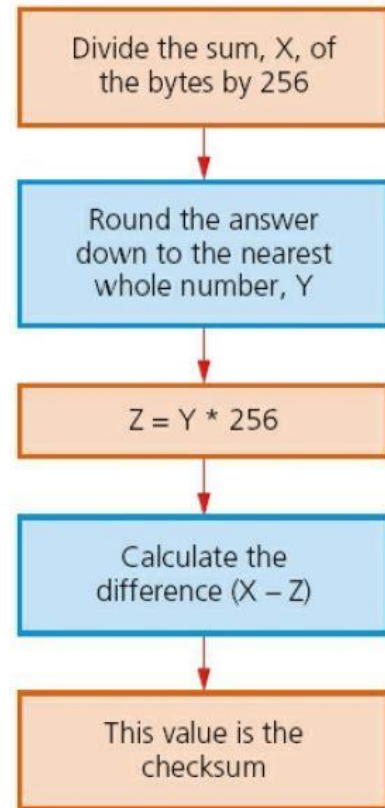 Divide the sum, X, of
the bytes by 256
Round the answer
down to the nearest
whole number, Y
Z = Y * 256
Calculate the
difference (X – Z)
This value is the
checksum